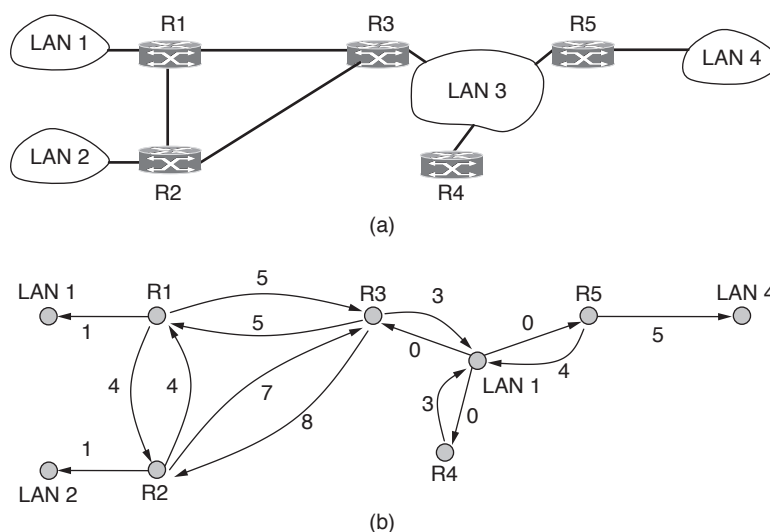 R1 R3 R5
LAN 1
LAN 4
LAN 3
LAN 2
R2 R4
(a)
LAN 1 R1 5 R3 3 R5 LAN 4
1 5 0 0 5
4 4 7 8 LAN 1 4
3 0
1
LAN 2 R2 R4
(b)